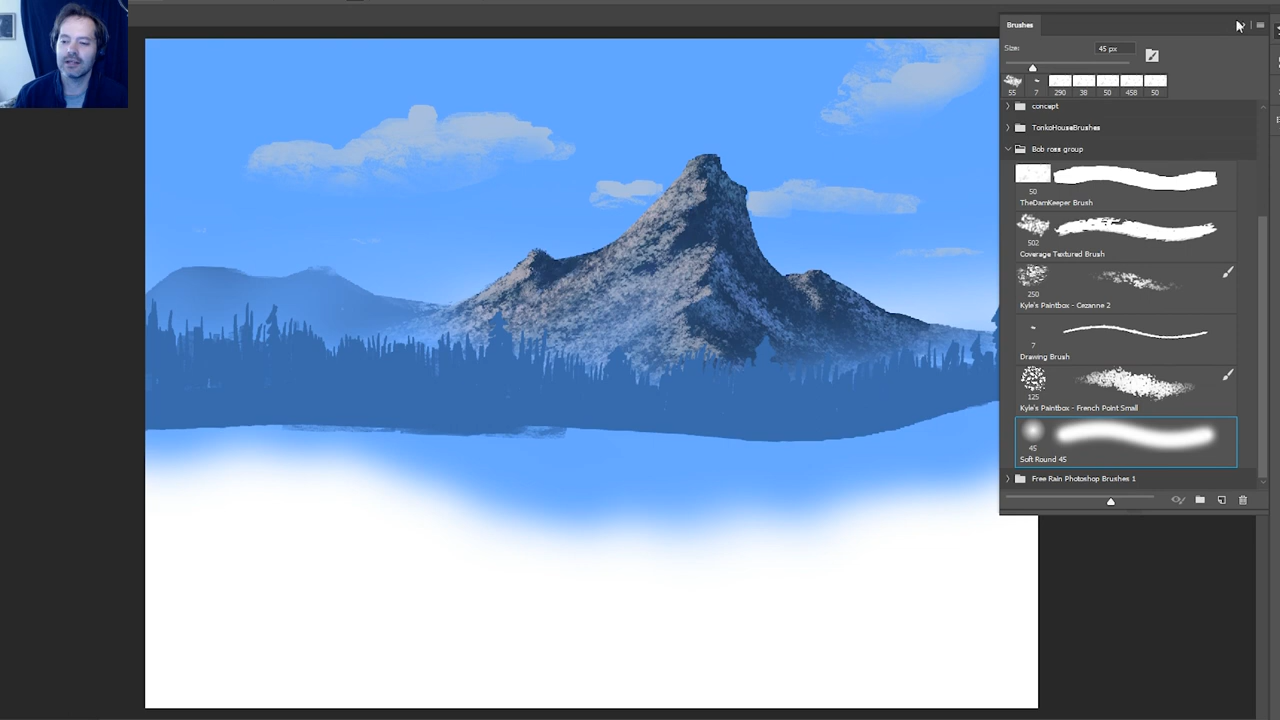 Brushes
Size:
45 px
55
7
290
38
50
458
50
concept
TonkoHouseBrushes
Bob ross group
50
TheDamKeeper Brush
502
Coverage Textured Brush
250
Kyle's Paintbox - Cezanne 2
7
Drawing Brush
125
Kyle's Paintbox - French Point Small
45
Soft Round 45
Free Rain Photoshop Brushes 1